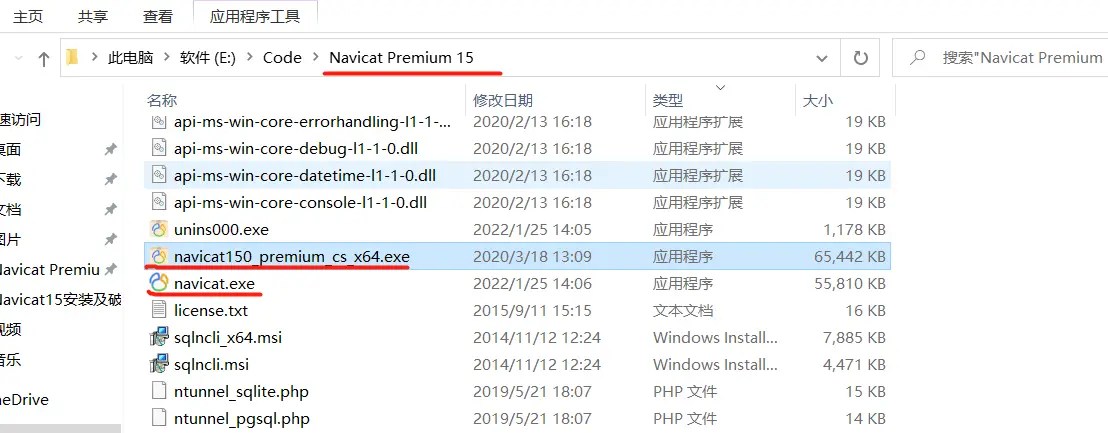 主页 共享 查看 应用程序工具
此电脑 软件 (E:) Code Navicat Premium 15 搜索"Navicat Premium
名称 修改日期 类型 大小
速访问
桌面
下载
文档
图片
Navicat Premiu
Navicat15安装及破
视频
音乐
neDrive
api-ms-win-core-errorhandling-l1-1-... 2020/2/13 16:18 应用程序扩展 19 KB
api-ms-win-core-debug-l1-1-0.dll 2020/2/13 16:18 应用程序扩展 19 KB
api-ms-win-core-datetime-l1-1-0.dll 2020/2/13 16:18 应用程序扩展 19 KB
api-ms-win-core-console-l1-1-0.dll 2020/2/13 16:18 应用程序扩展 19 KB
unins000.exe 2022/1/25 14:05 应用程序 1,178 KB
navicat150_premium_cs_x64.exe 2020/3/18 13:09 应用程序 65,442 KB
navicat.exe 2022/1/25 14:06 应用程序 55,810 KB
license.txt 2015/9/11 15:15 文本文档 16 KB
sqlncli_x64.msi 2014/11/12 12:24 Windows Install... 7,885 KB
sqlncli.msi 2014/11/12 12:24 Windows Install... 4,471 KB
ntunnel_sqlite.php 2019/5/21 18:07 PHP 文件 15 KB
ntunnel_pgsql.php 2019/5/21 18:07 PHP 文件 14 KB